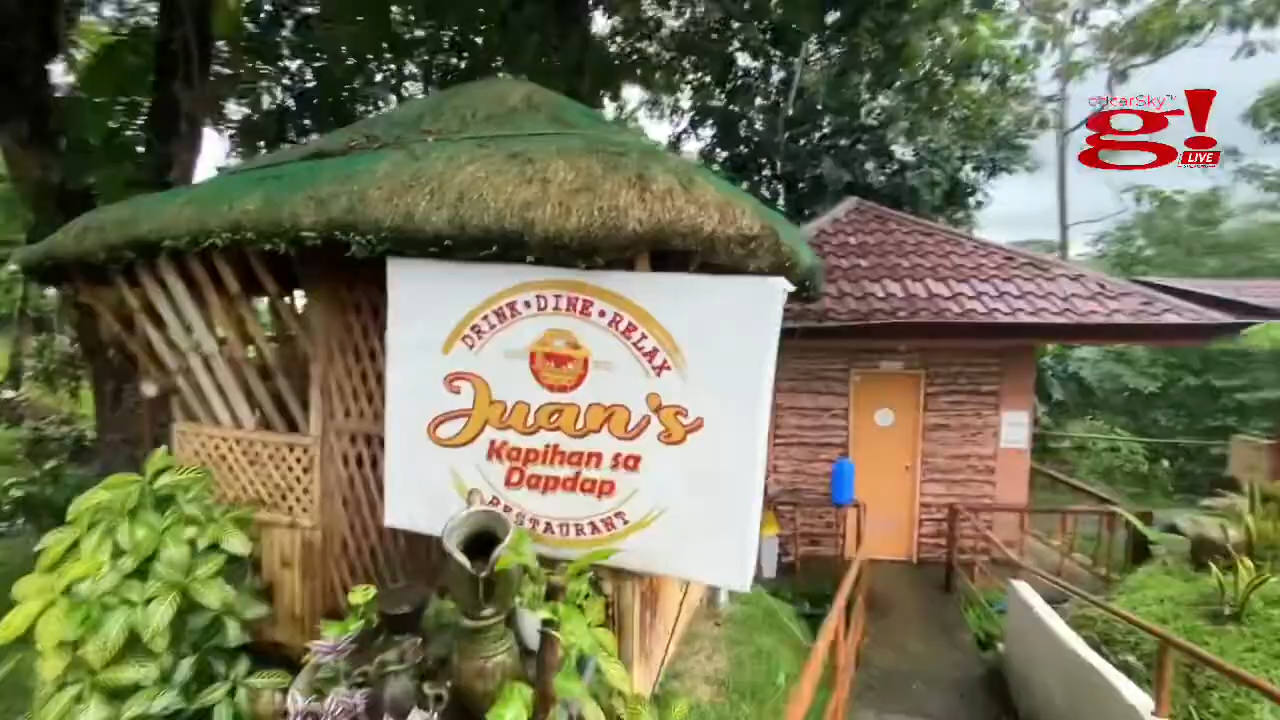 DRINK•DINE•RELAX
Juan's
Kapihan sa
Dapdap
RESTAURANT
g!
LIVE